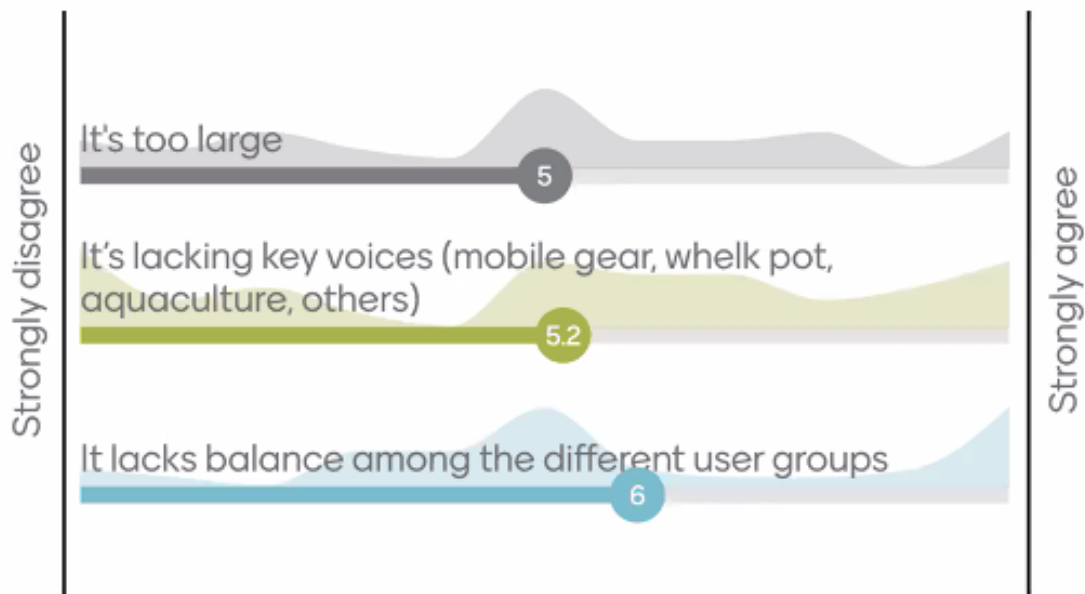 Strongly disagree
It's too large
5
It’s lacking key voices (mobile gear, whelk pot,
aquaculture, others)
5.2
It lacks balance among the different user groups
6
Strongly agree